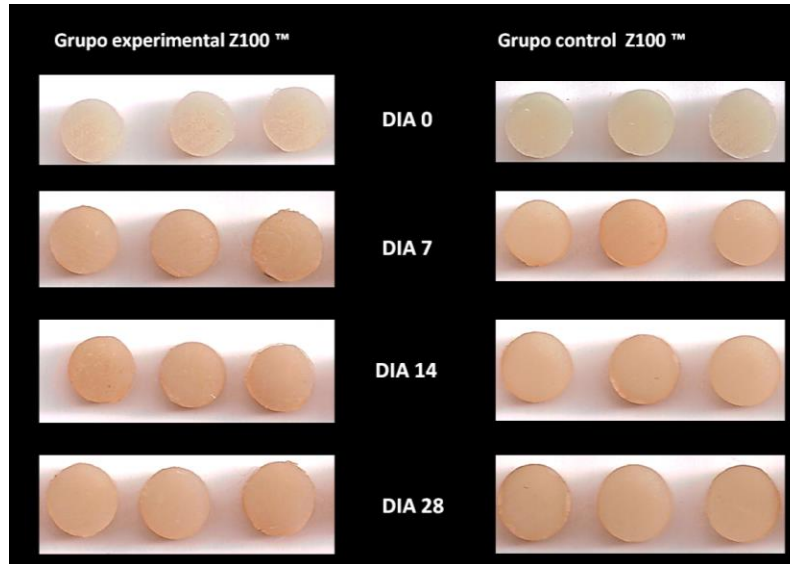 Grupo experimental Z100 ™
Grupo control Z100 ™
DIA 0
DIA 7
DIA 14
DIA 28